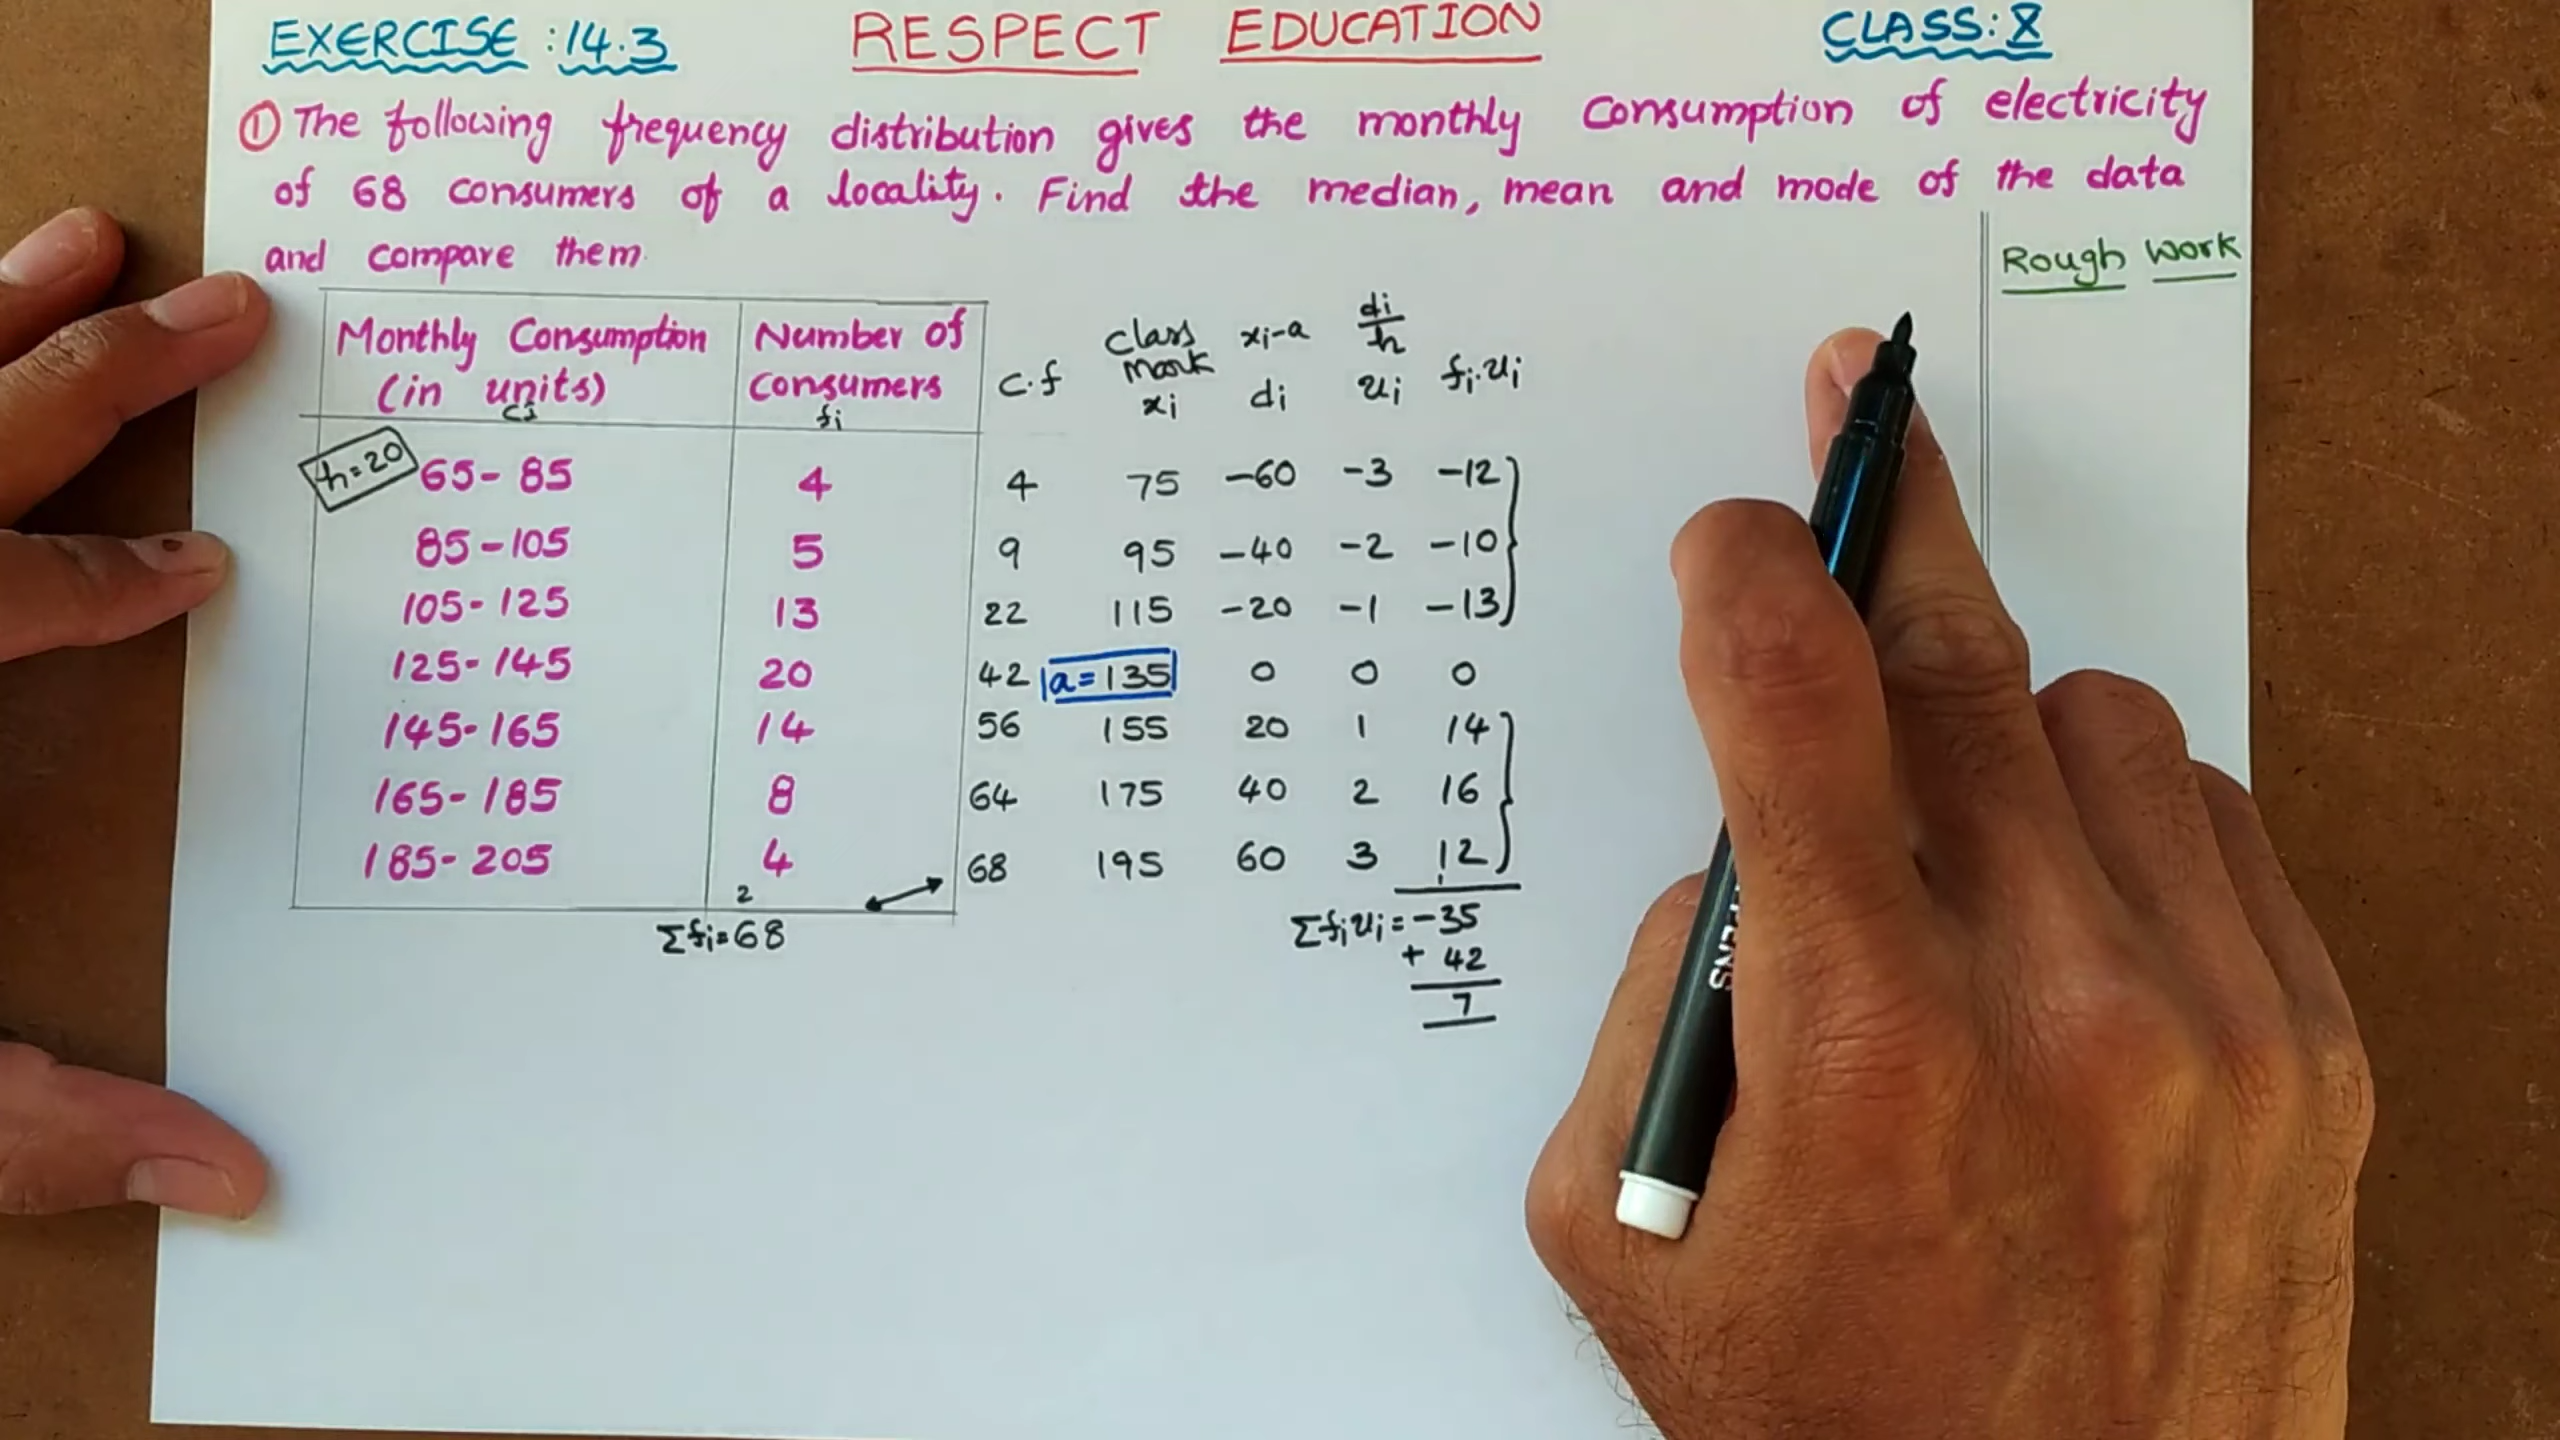 EXERCISE :14.3 RESPECT EDUCATION CLASS: X
① The following frequency distribution gives the monthly consumption of electricity
of 68 consumers of a locality. Find the median, mean and mode of the data
and compare them.
Rough Work
Monthly Consumption (in units) CI | Number of consumers fi | c.f | class mark xi | xi-a di | di/h ui | fi.ui
h=20
65-85 4 4 75 -60 -3 -12
85-105 5 9 95 -40 -2 -10
105-125 13 22 115 -20 -1 -13
125-145 20 42 a=135 0 0 0
145-165 14 56 155 20 1 14
165-185 8 64 175 40 2 16
185-205 4 68 195 60 3 12
2
Σfi=68 Σfiui=-35
+ 42
7